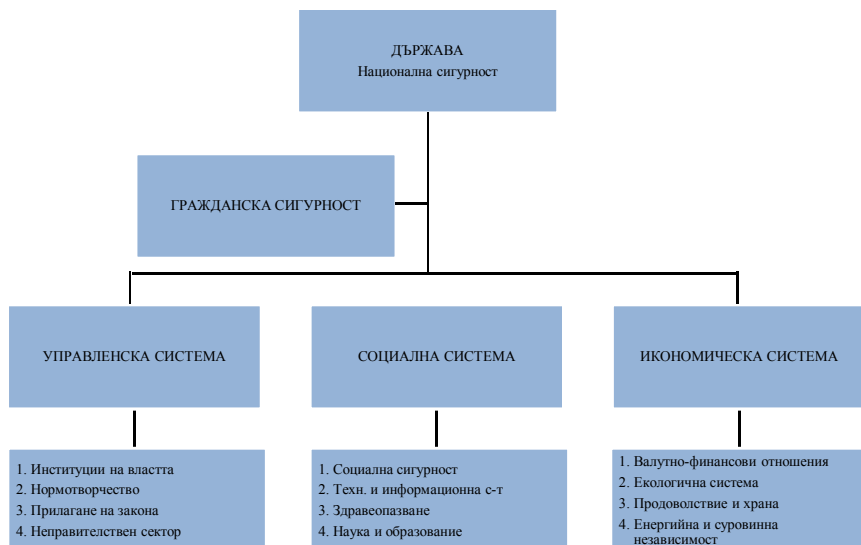 ДЪРЖАВА
Национална сигурност
ГРАЖДАНСКА СИГУРНОСТ
УПРАВЛЕНСКА СИСТЕМА
СОЦИАЛНА СИСТЕМА
ИКОНОМИЧЕСКА СИСТЕМА
1. Институции на властта
2. Нормотворчество
3. Прилагане на закона
4. Неправителствен сектор
1. Социална сигурност
2. Техн. и информационна с-т
3. Здравеопазване
4. Наука и образование
1. Валутно-финансови отношения
2. Екологична система
3. Продоволствие и храна
4. Енергийна и суровинна
независимост